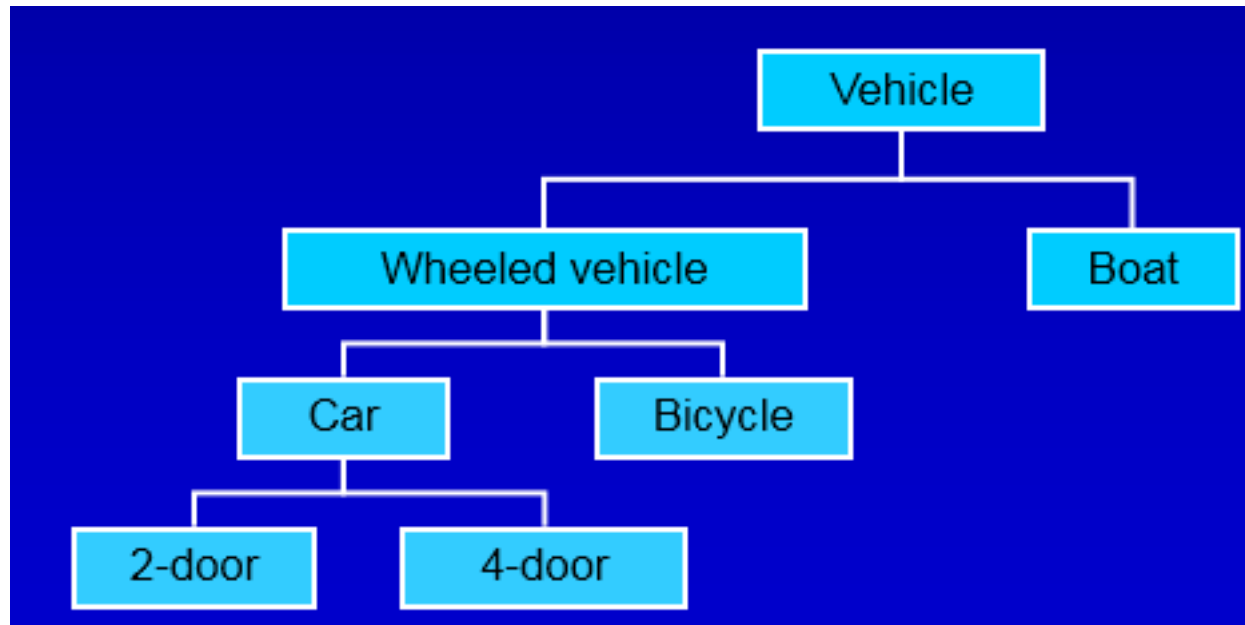 Vehicle
Wheeled vehicle
Boat
Car
Bicycle
2-door
4-door